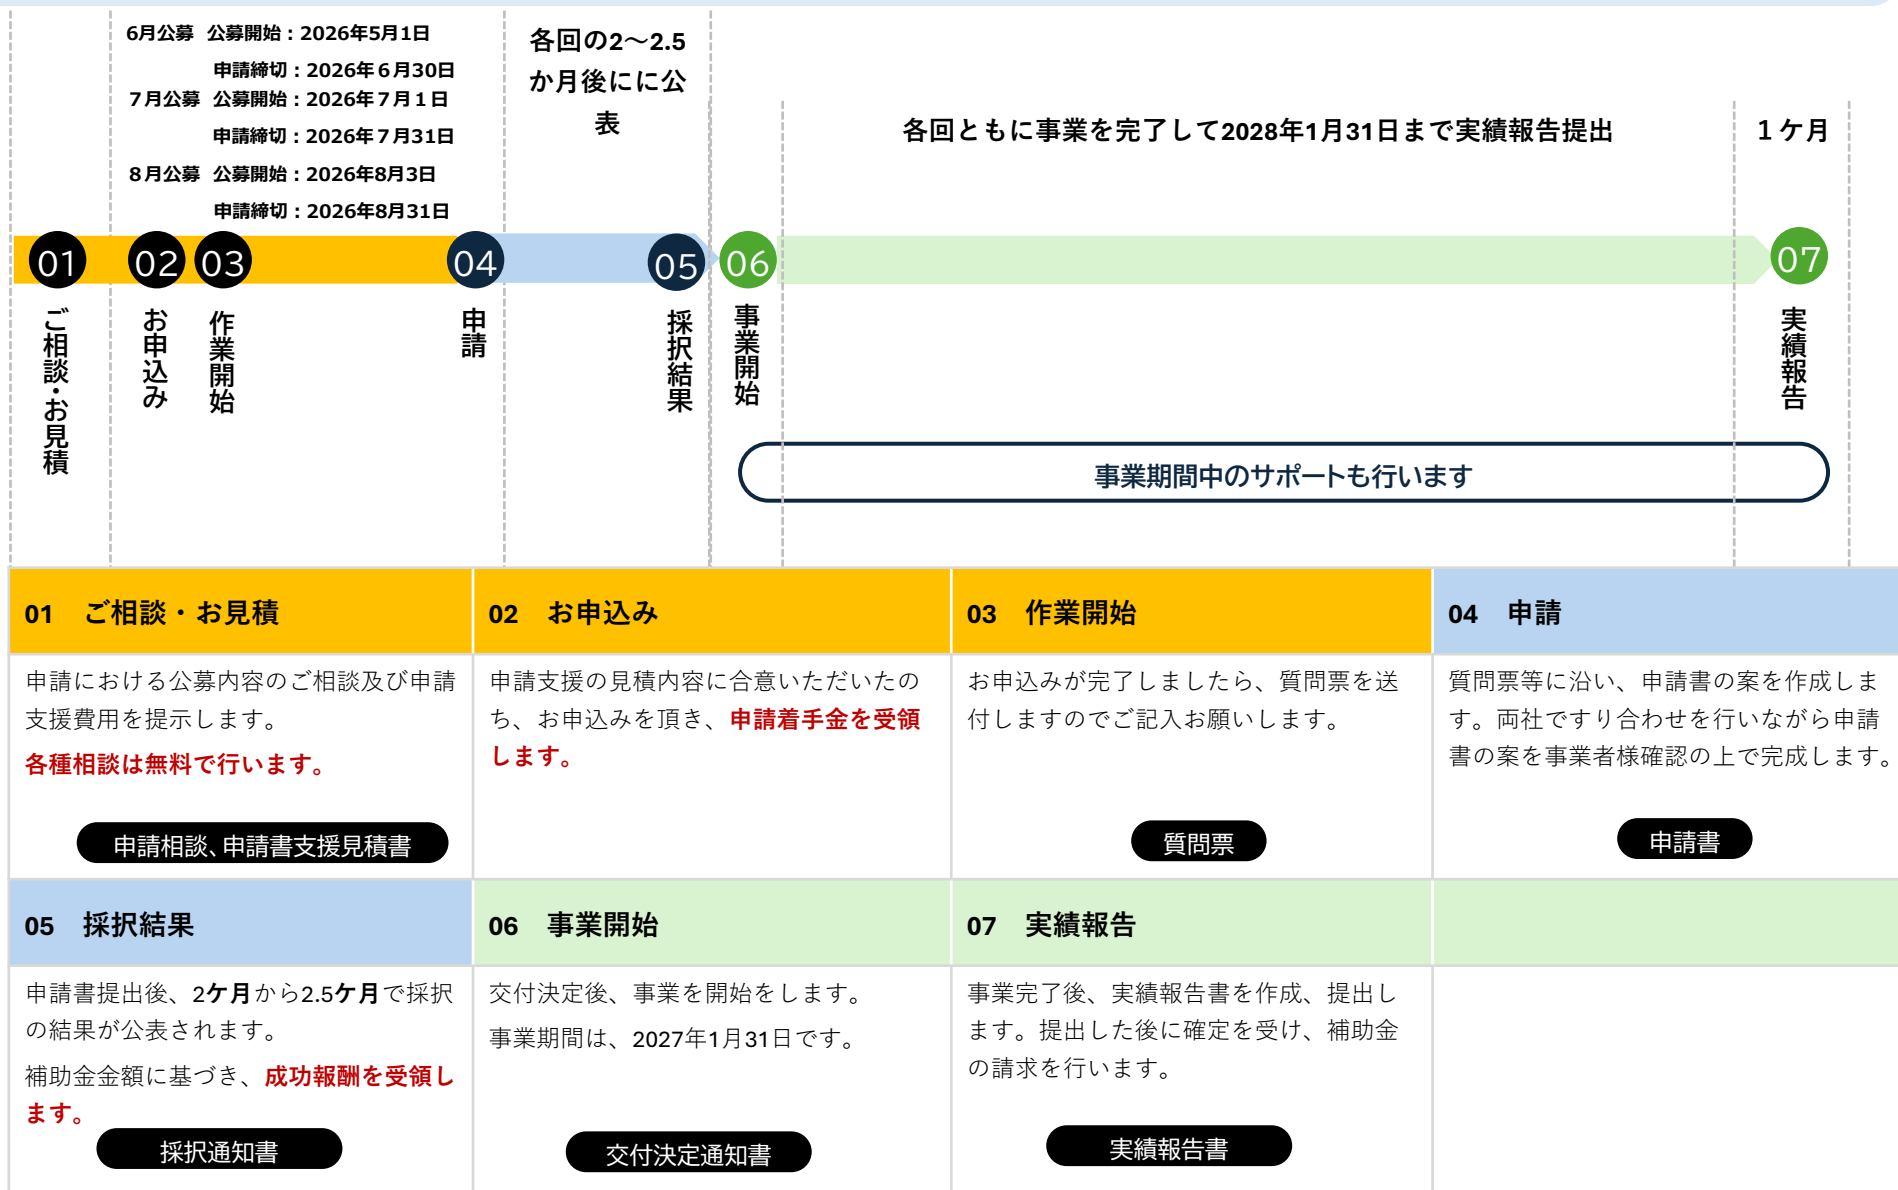 6月公募 公募開始：2026年5月1日
申請締切：2026年６月30日
７月公募 公募開始：2026年７月１日
申請締切：2026年７月31日
８月公募 公募開始：2026年8月3日
申請締切：2026年8月31日
各回の2～2.5
か月後にに公
表
各回ともに事業を完了して2028年1月31日まで実績報告提出
１ケ月
01
02
03
04
05
06
07
ご相談・お見積
お申込み
作業開始
申請
採択結果
事業開始
実績報告
事業期間中のサポートも行います
01 ご相談・お見積
02 お申込み
03 作業開始
04 申請
申請における公募内容のご相談及び申請
支援費用を提示します。
各種相談は無料で行います。
申請相談、申請書支援見積書
申請支援の見積内容に合意いただいたの
ち、お申込みを頂き、申請着手金を受領
します。
お申込みが完了しましたら、質問票を送
付しますのでご記入お願いします。
質問票
質問票等に沿い、申請書の案を作成しま
す。両社ですり合わせを行いながら申請
書の案を事業者様確認の上で完成します。
申請書
05 採択結果
06 事業開始
07 実績報告
申請書提出後、2ケ月から2.5ケ月で採択
の結果が公表されます。
補助金金額に基づき、成功報酬を受領し
ます。
採択通知書
交付決定後、事業を開始をします。
事業期間は、2027年1月31日です。
交付決定通知書
事業完了後、実績報告書を作成、提出し
ます。提出した後に確定を受け、補助金
の請求を行います。
実績報告書